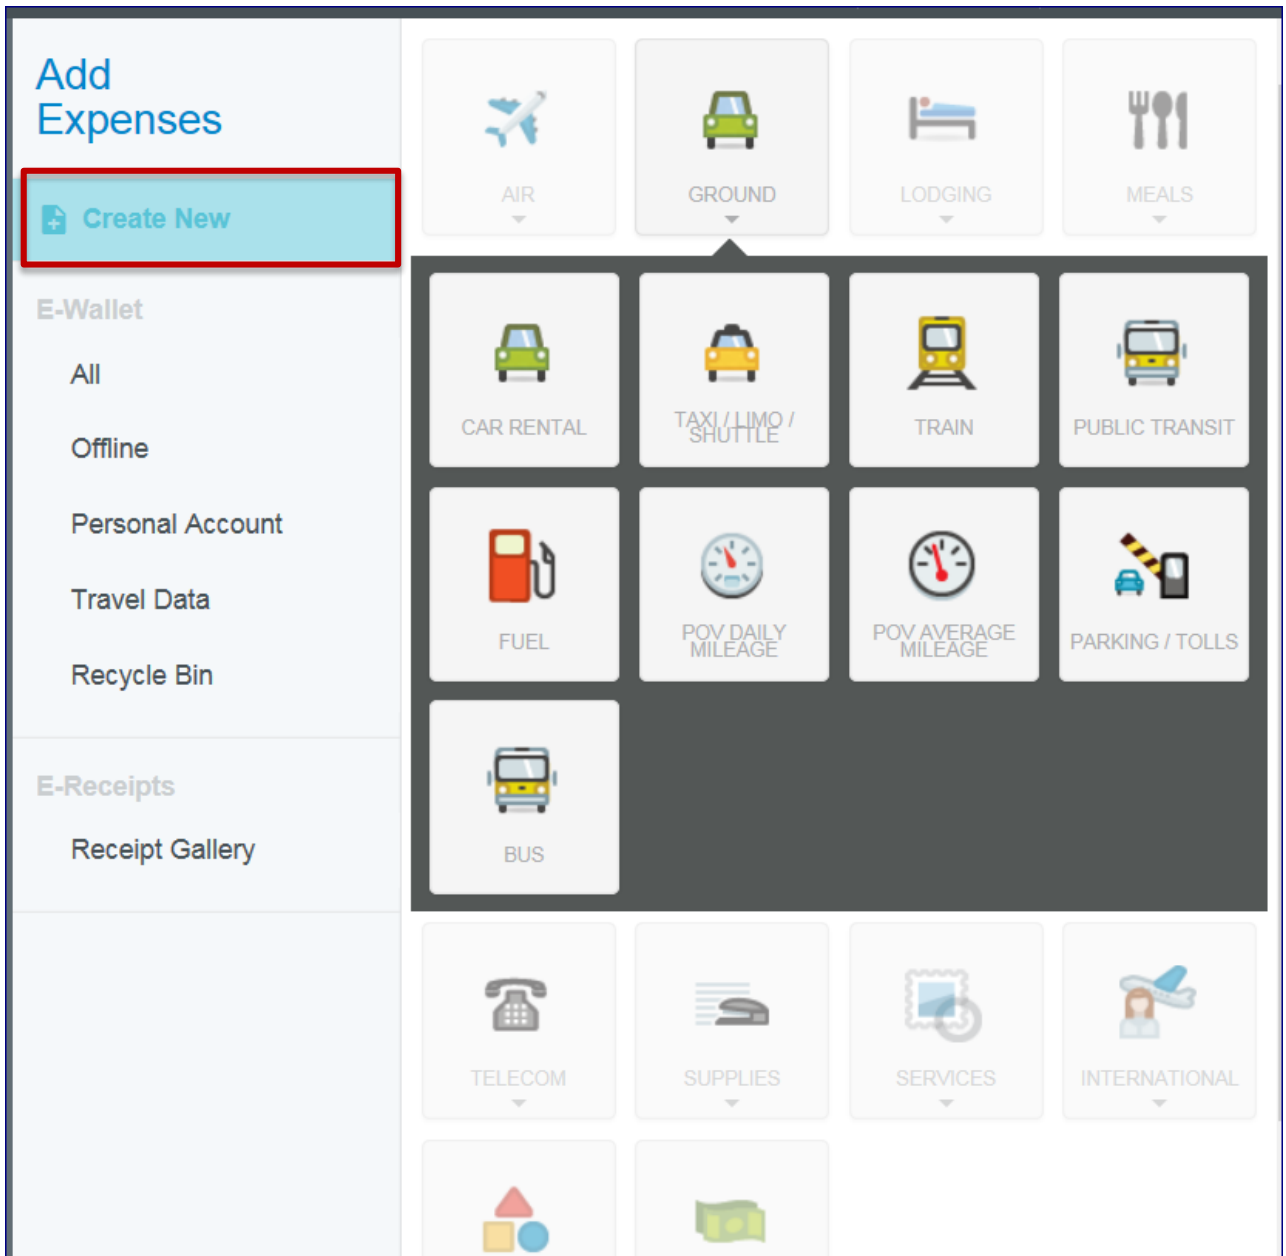 Add
Expenses
Create New
E-Wallet
All
Offline
Personal Account
Travel Data
Recycle Bin
E-Receipts
Receipt Gallery
AIR
GROUND
LODGING
MEALS
CAR RENTAL
TAXI / LIMO /
SHUTTLE
TRAIN
PUBLIC TRANSIT
FUEL
POV DAILY
MILEAGE
POV AVERAGE
MILEAGE
PARKING / TOLLS
BUS
TELECOM
SUPPLIES
SERVICES
INTERNATIONAL